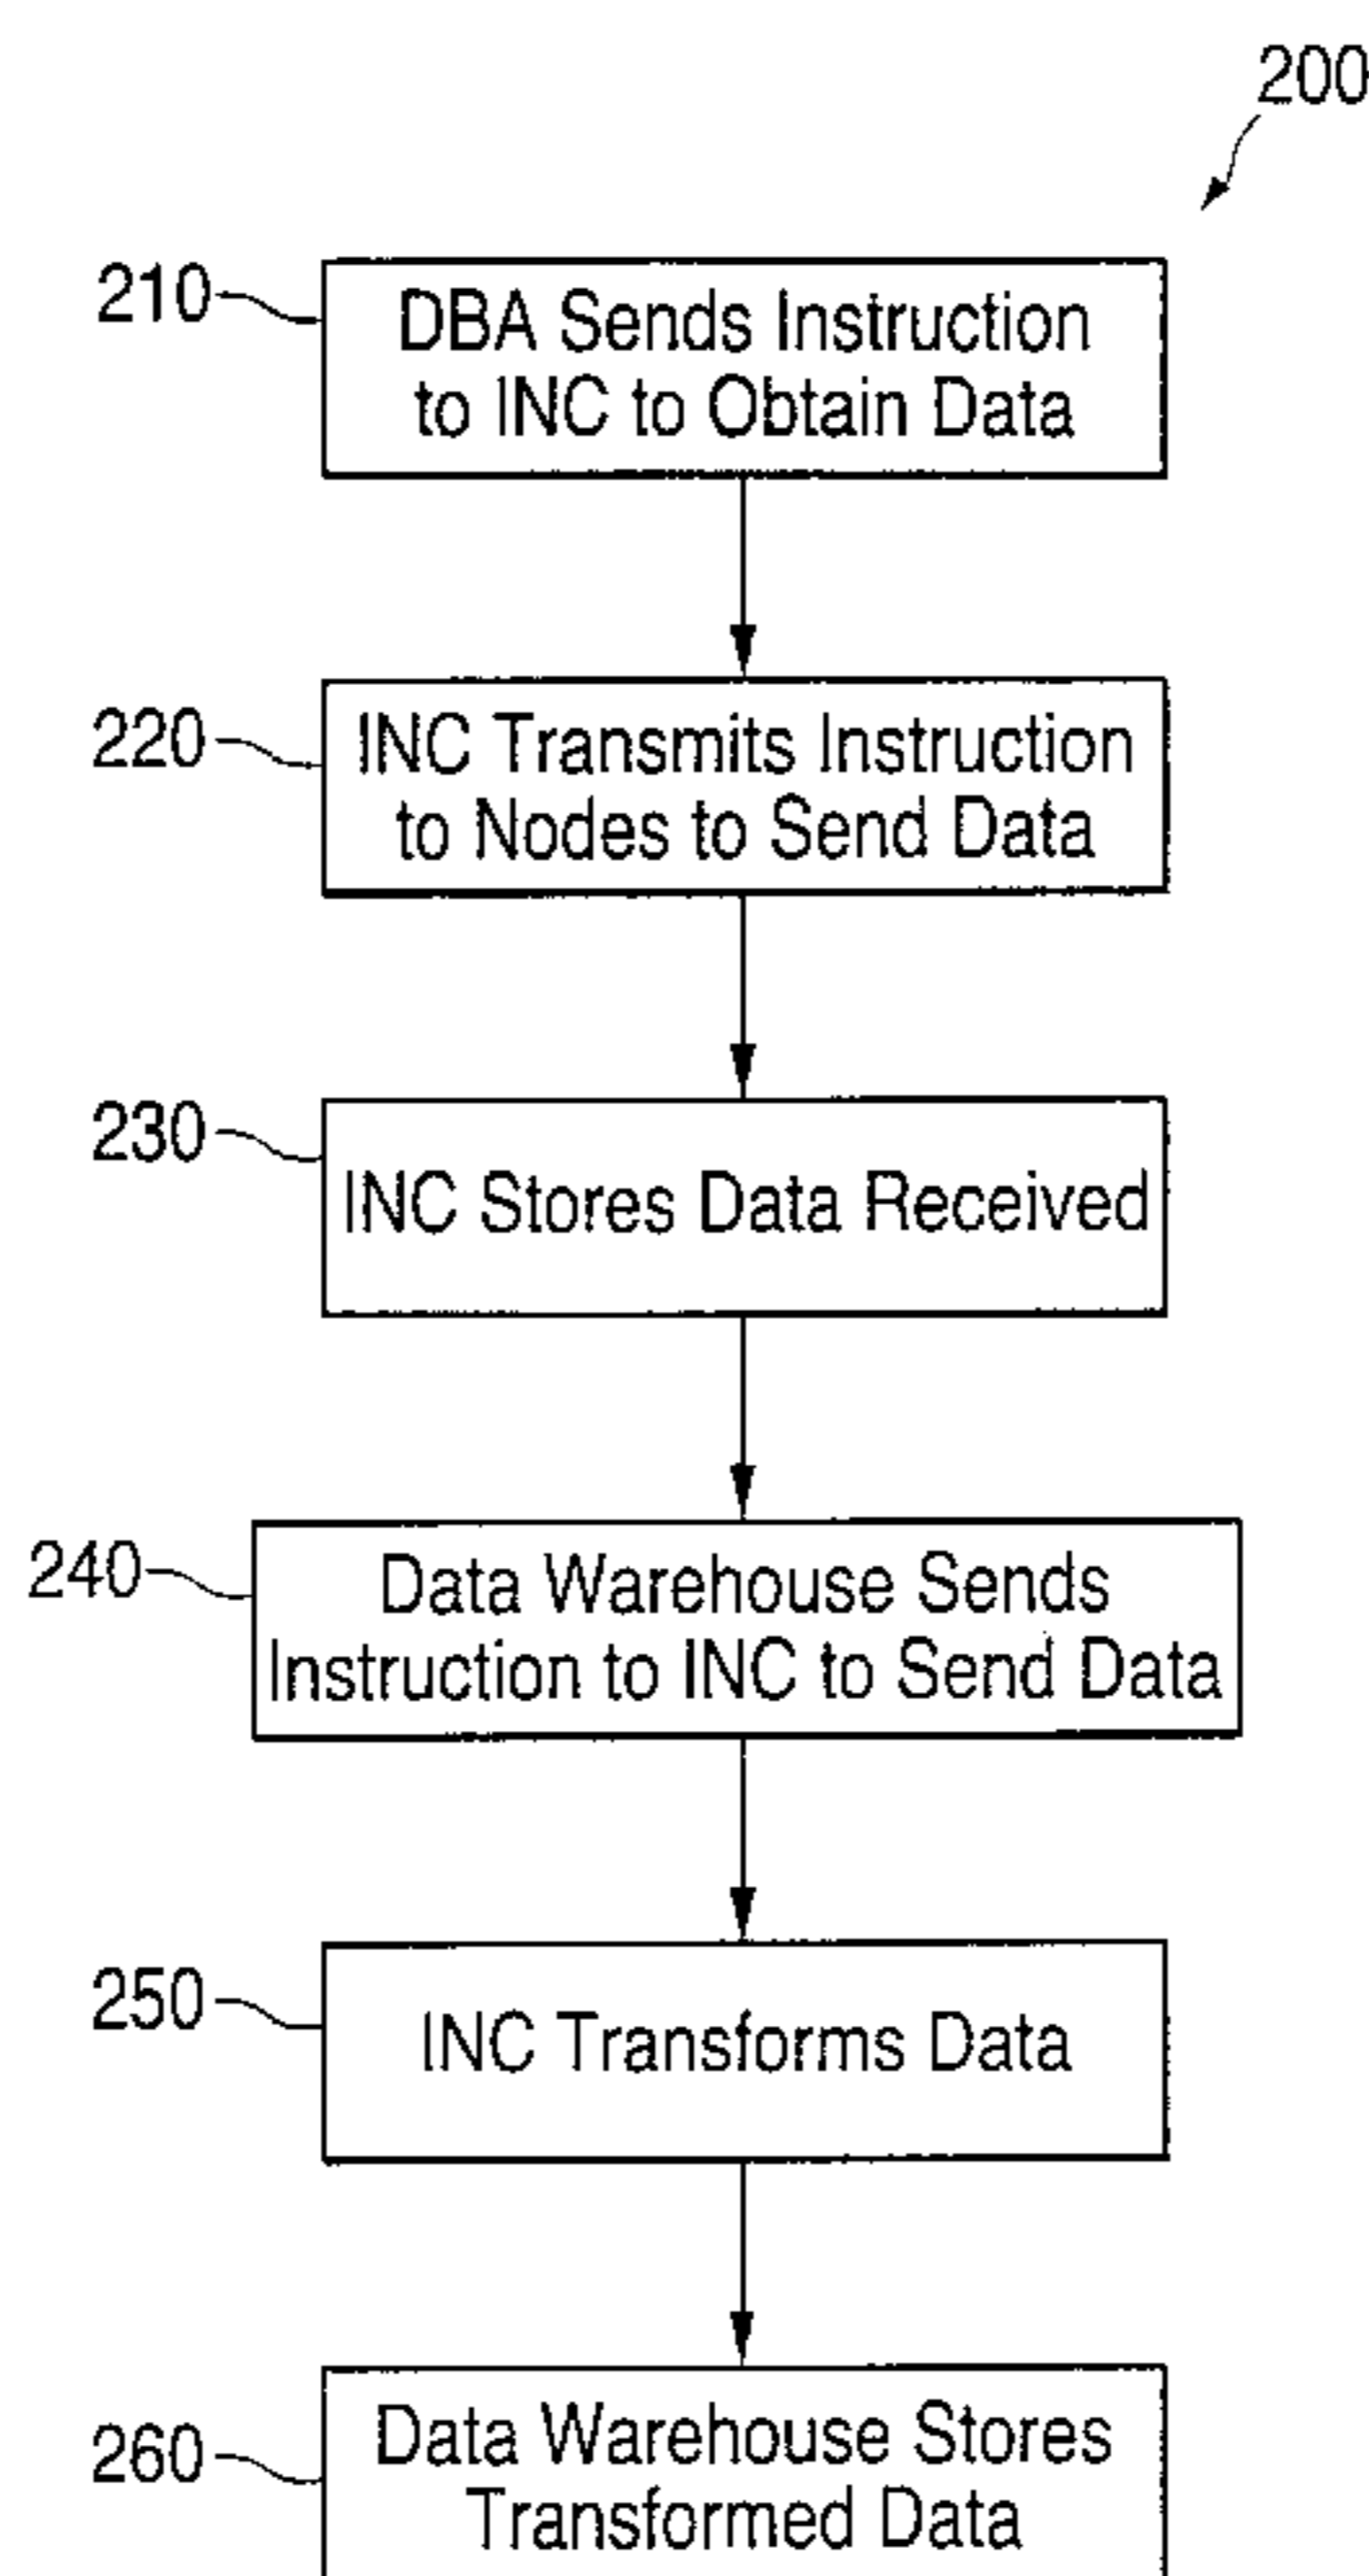 200
210
DBA Sends Instruction
to INC to Obtain Data
220
INC Transmits Instruction
to Nodes to Send Data
230
INC Stores Data Received
240
Data Warehouse Sends
Instruction to INC to Send Data
250
INC Transforms Data
260
Data Warehouse Stores
Transformed Data